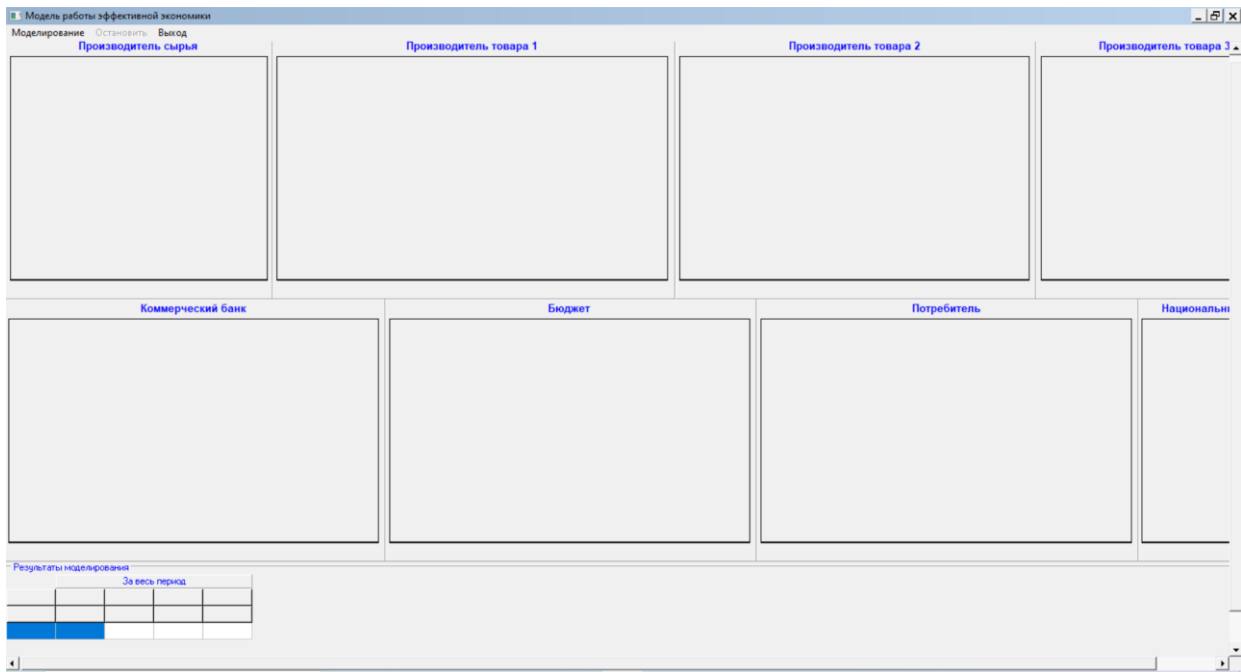 Модель работы эффективной экономики
Моделирование Остановить Выход
Производитель сырья Производитель товара 1 Производитель товара 2 Производитель товара 3
Коммерческий банк Бюджет Потребитель
Результаты моделирования
За весь период